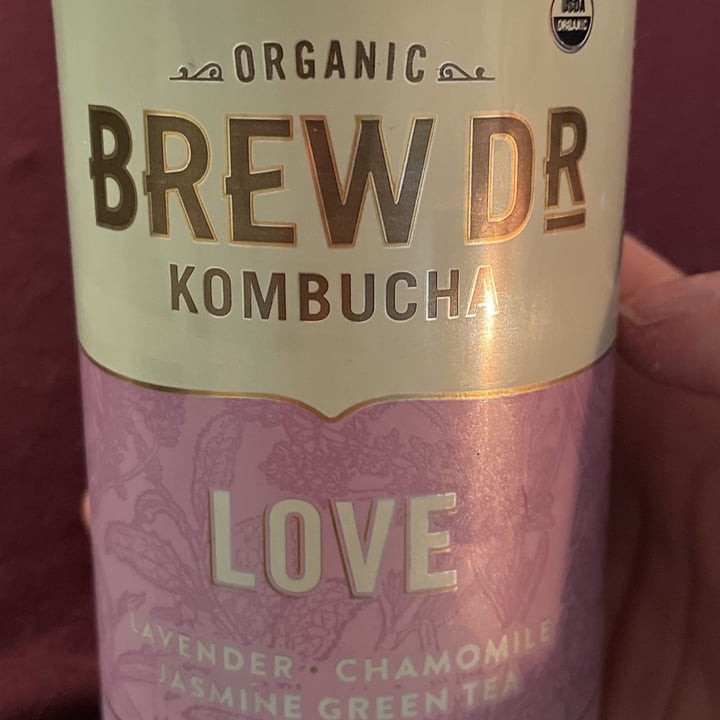 USDA
ORGANIC
ORGANIC
BREW DR
KOMBUCHA
LOVE
LAVENDER · CHAMOMILE
JASMINE GREEN TEA